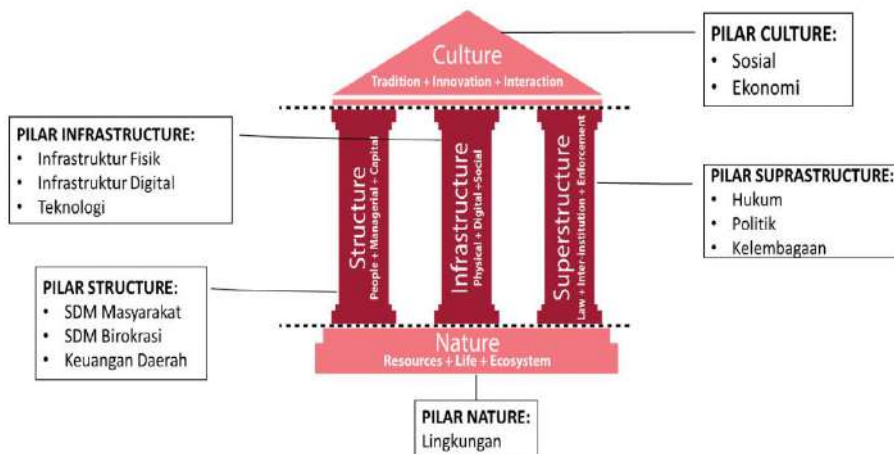 Culture
Tradition + Innovation + Interaction
PILAR CULTURE:
• Sosial
• Ekonomi
PILAR INFRASTRUCTURE:
• Infrastruktur Fisik
• Infrastruktur Digital
• Teknologi
Structure
People + Managerial + Capital
Infrastructure
Physical + Digital +Social
Superstructure
Law + Inter-institution + Enforcement
PILAR SUPRASTRUCTURE:
• Hukum
• Politik
• Kelembagaan
PILAR STRUCTURE:
• SDM Masyarakat
• SDM Birokrasi
• Keuangan Daerah
Nature
Resources + Life + Ecosystem
PILAR NATURE:
Lingkungan